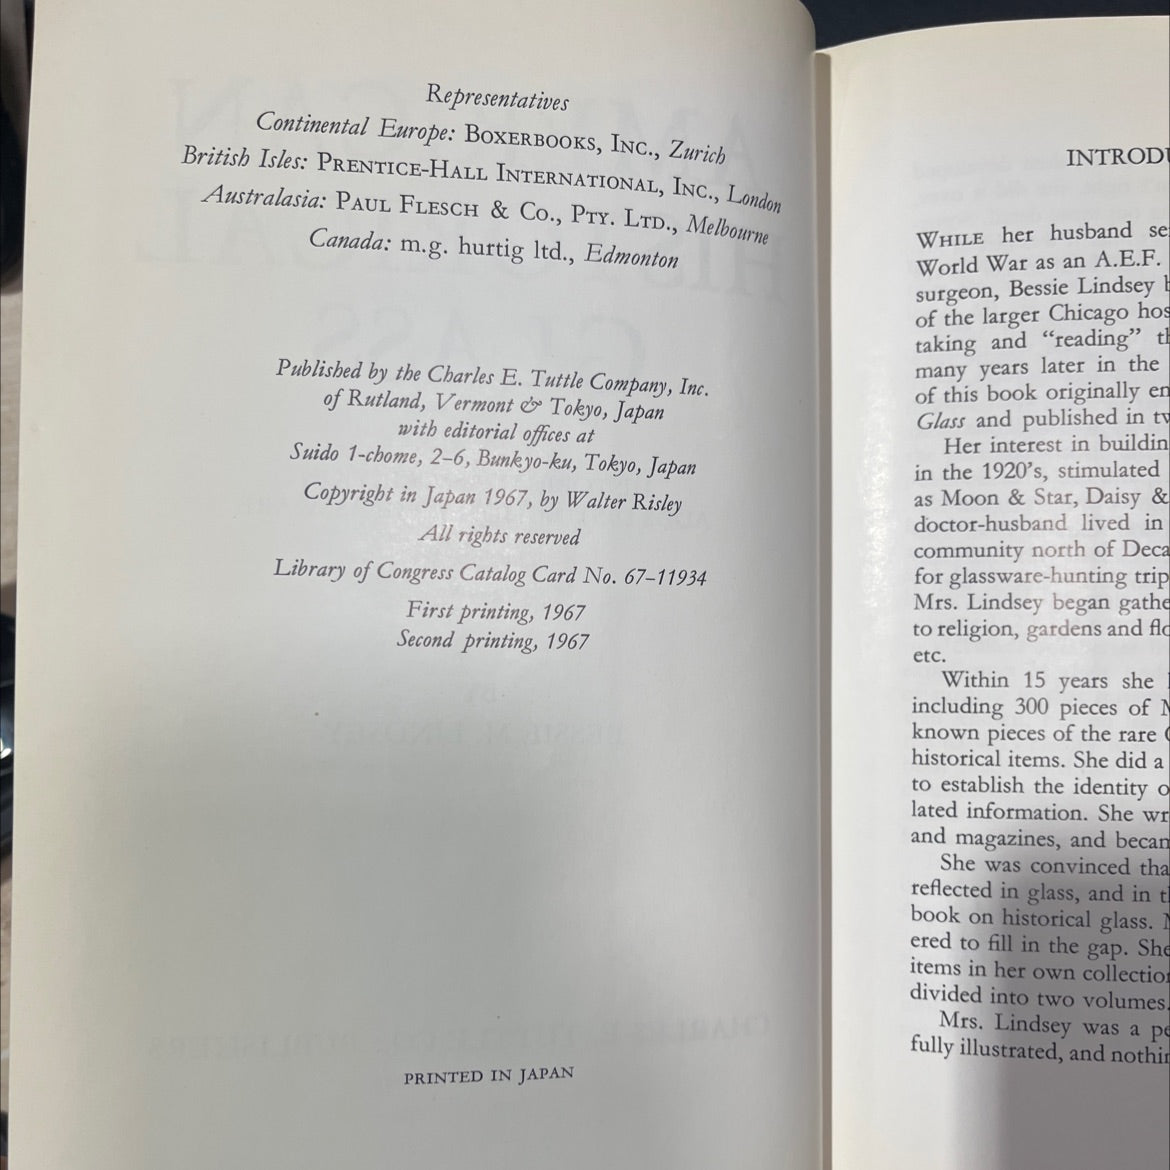 Representatives
Continental Europe: BOXERBOOKS, INC., Zurich
British Isles: PRENTICE-HALL INTERNATIONAL, INC., London
Australasia: PAUL FLESCH & CO., PTY. LTD., Melbourne
Canada: m.g. hurtig ltd., Edmonton
Published by the Charles E. Tuttle Company, Inc.
of Rutland, Vermont & Tokyo, Japan
with editorial offices at
Suido 1-chome, 2–6, Bunkyo-ku, Tokyo, Japan
Copyright in Japan 1967, by Walter Risley
All rights reserved
Library of Congress Catalog Card No. 67–11934
First printing, 1967
Second printing, 1967
PRINTED IN JAPAN
INTRODU
WHILE her husband se
World War as an A.E.F.
surgeon, Bessie Lindsey
of the larger Chicago hos
taking and "reading" th
many years later in the
of this book originally en
Glass and published in tw
Her interest in buildin
in the 1920's, stimulated
as Moon & Star, Daisy &
doctor-husband lived in
community north of Deca
for glassware-hunting trip
Mrs. Lindsey began gathe
to religion, gardens and flo
etc.
Within 15 years she
including 300 pieces of
known pieces of the rare
historical items. She did a
to establish the identity o
lated information. She wr
and magazines, and becam
She was convinced tha
reflected in glass, and in t
book on historical glass.
ered to fill in the gap. She
items in her own collection
divided into two volumes.
Mrs. Lindsey was a pe
fully illustrated, and nothin